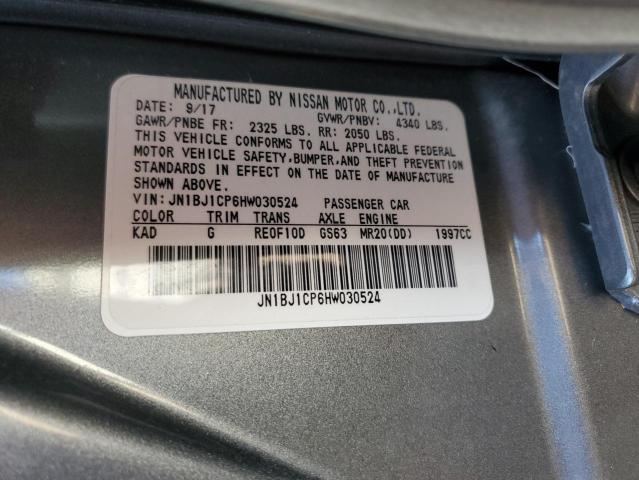 MANUFACTURED BY NISSAN MOTOR CO.,LTD.
DATE: 9/17 GVWR/PNBV: 4340 LBS.
GAWR/PNBE FR: 2325 LBS. RR: 2050 LBS.
THIS VEHICLE CONFORMS TO ALL APPLICABLE FEDERAL
MOTOR VEHICLE SAFETY,BUMPER,AND THEFT PREVENTION
STANDARDS IN EFFECT ON THE DATE OF MANUFACTURE
SHOWN ABOVE.
VIN: JN1BJ1CP6HW030524 PASSENGER CAR
COLOR TRIM TRANS AXLE ENGINE
KAD G RE0F10D GS63 MR20(DD) 1997CC
JN1BJ1CP6HW030524